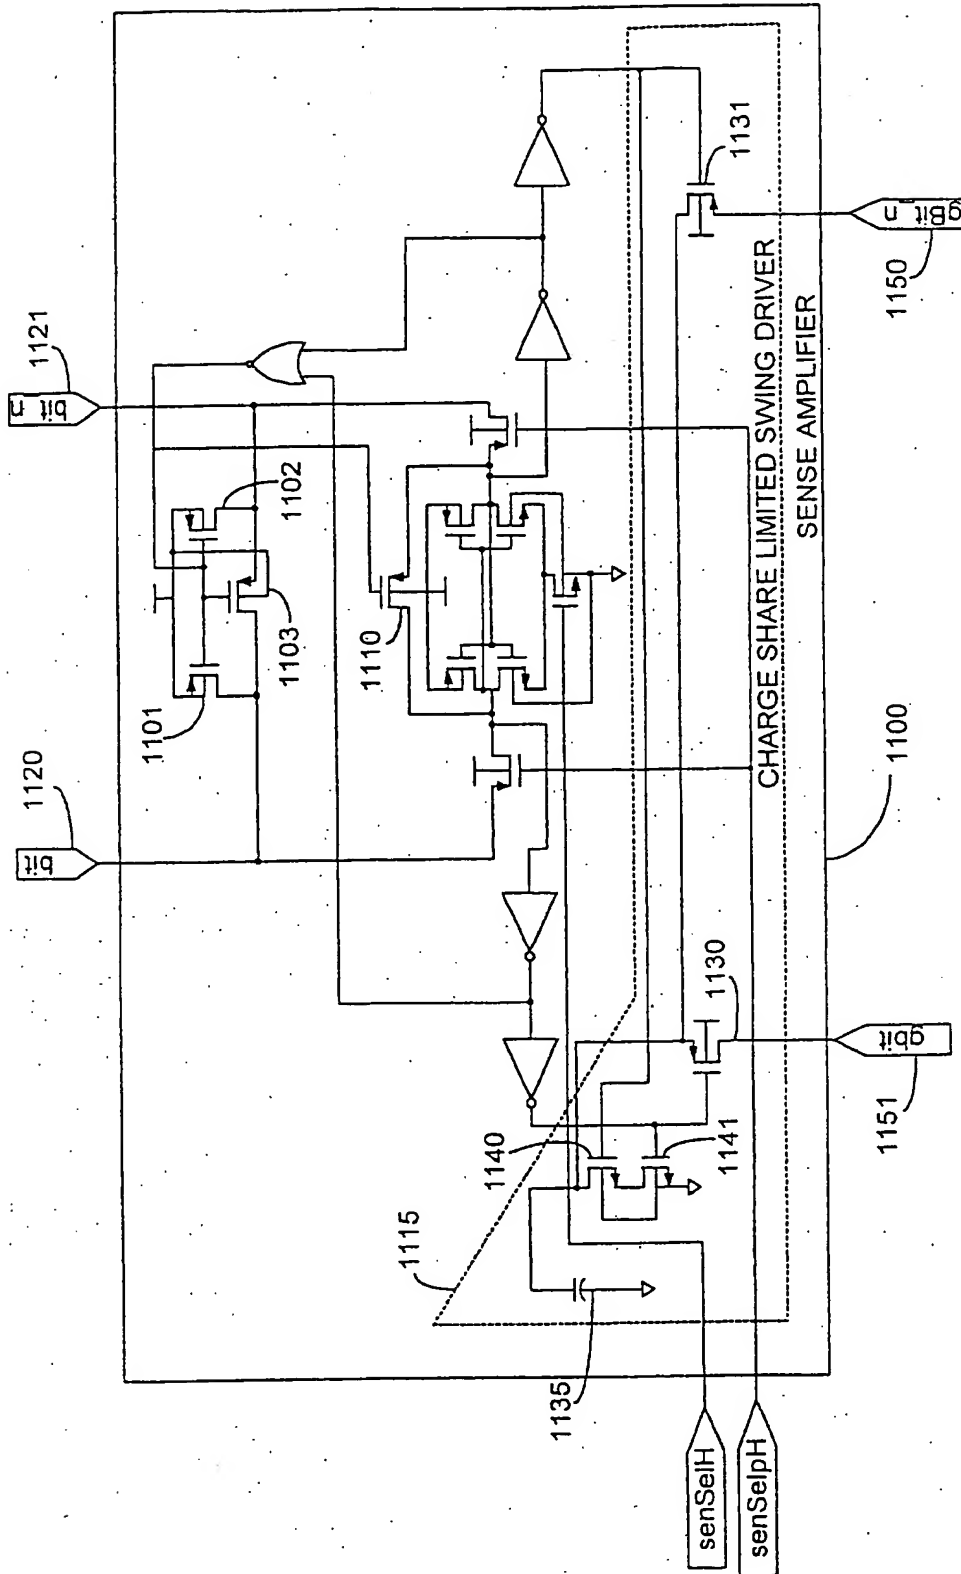 bit_n
1121
bit
1120
1102
1101
1103
1110
1131
gBit_n
1150
CHARGE SHARE LIMITED SWING DRIVER
SENSE AMPLIFIER
1100
1130
gbit
1151
1140
1141
1115
1135
senSelH
senSelpH